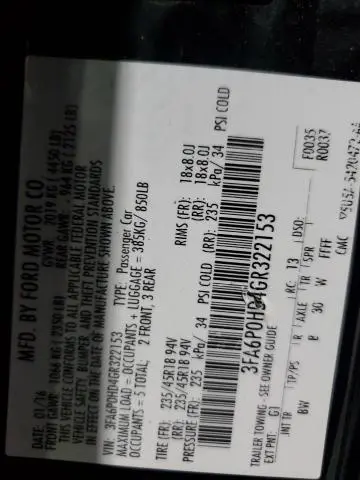 MFD. BY FORD MOTOR CO.
DATE: 01/16 GVWR: 2019 KG ( 4450 LB)
FRONT GAWR: 1066 KG ( 2350 LB) REAR GAWR: 964 KG ( 2125 LB)
THIS VEHICLE CONFORMS TO ALL APPLICABLE FEDERAL MOTOR
VEHICLE SAFETY, BUMPER, AND THEFT PREVENTION STANDARDS
IN EFFECT ON THE DATE OF MANUFACTURE SHOWN ABOVE.
VIN: 3FA6P0HD4GR322153 TYPE: Passenger Car
MAXIMUM LOAD = OCCUPANTS + LUGGAGE = 385KG/ 850LB
OCCUPANTS = 5 TOTAL: 2 FRONT, 3 REAR
TIRE (FR): 235/45R18 94V RIMS (FR): 18x8.0J
(RR): 235/45R18 94V (RR): 18x8.0J
PRESSURE (FR): 235 kPa/ 34 PSI COLD (RR): 235 kPa/ 34 PSI COLD
3FA6P0HD4GR322153
TRAILER TOWING - SEE OWNER GUIDE
F0035
EXT PNT: G1 RC: 13 DSO: R0037
INT TR TP/PS R AXLE TR SPR
BW B 30 W FFFF
CMC